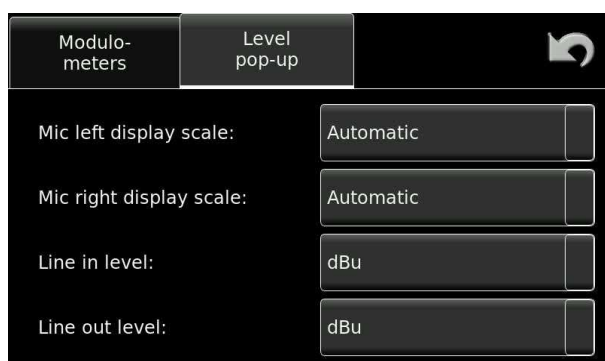 Modulo-
meters
Level
pop-up
Mic left display scale:
Automatic
Mic right display scale:
Automatic
Line in level:
dBu
Line out level:
dBu